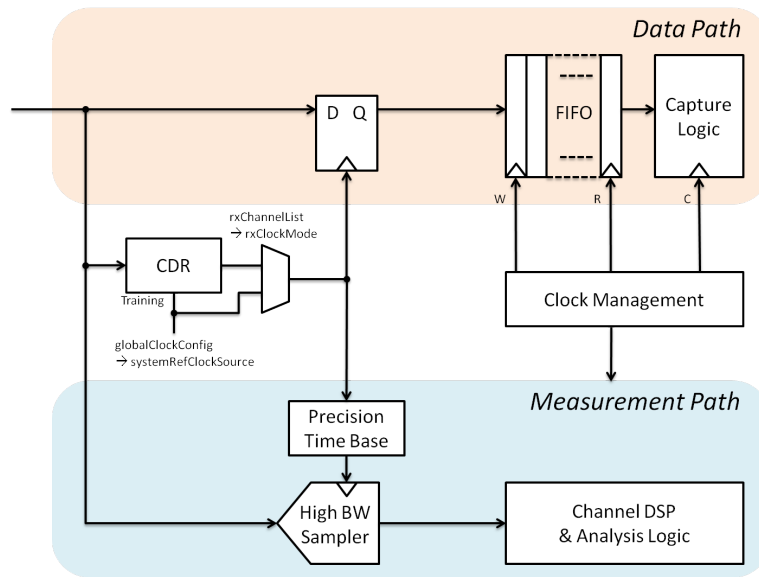 Data Path
D Q
FIFO
Capture
Logic
W
R
C
rxChannelList
→ rxClockMode
CDR
Training
Clock Management
globalClockConfig
→ systemRefClockSource
Measurement Path
Precision
Time Base
High BW
Sampler
Channel DSP
& Analysis Logic